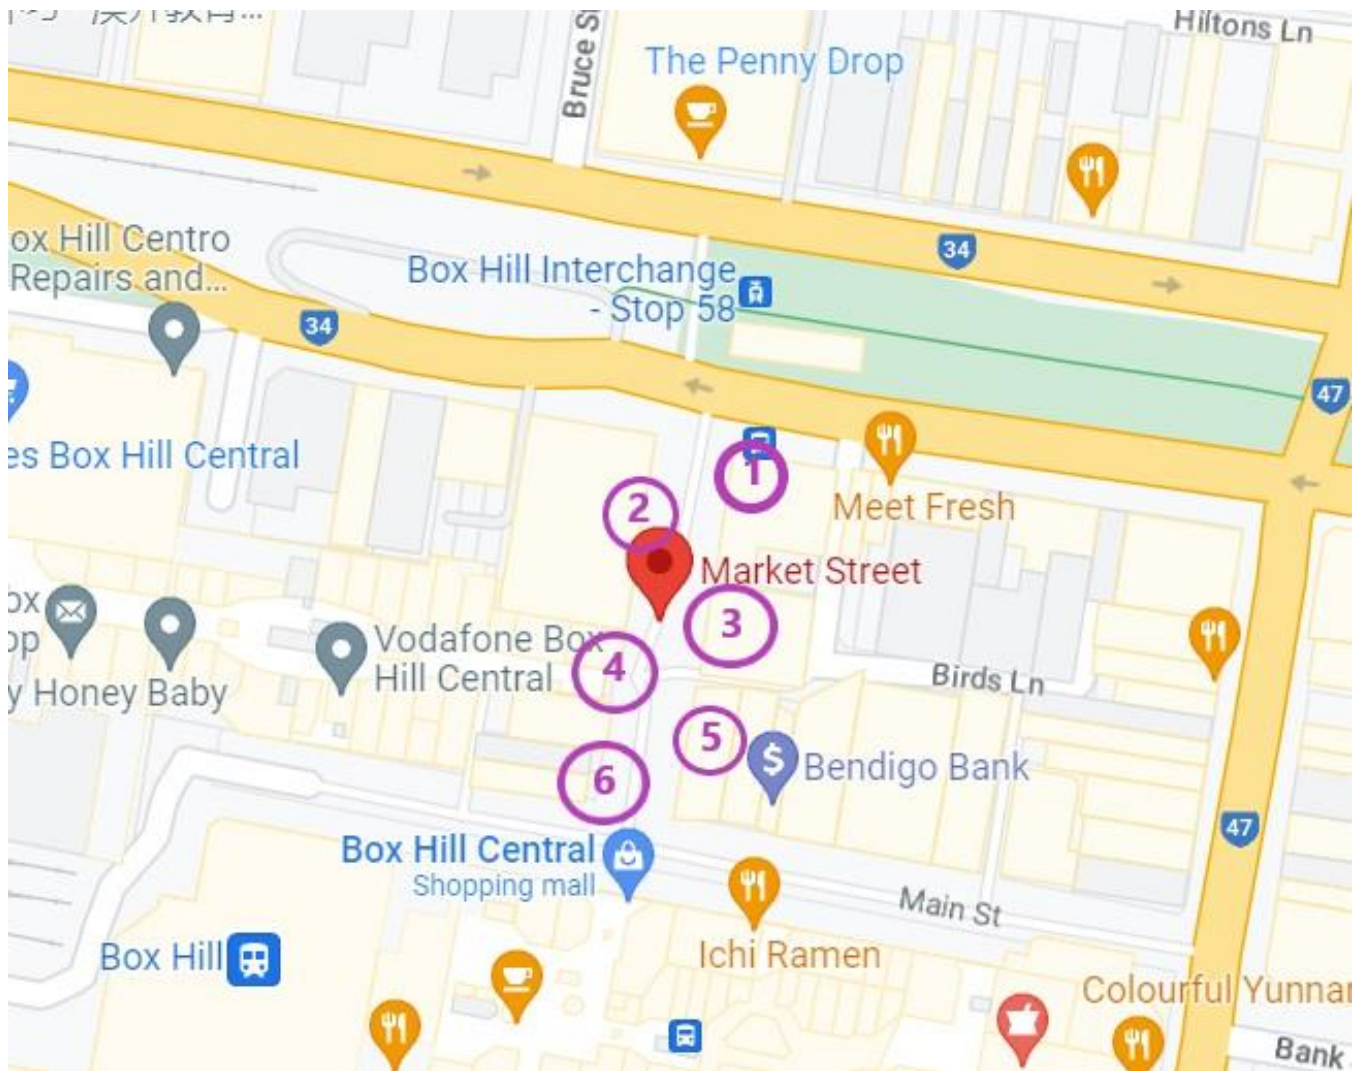 Hiltons Ln
Bruce S
The Penny Drop
34
ox Hill Centro
Repairs and...
Box Hill Interchange
- Stop 58
34
47
es Box Hill Central
1
Meet Fresh
2
Market Street
3
ox
op
Vodafone Box
Hill Central
4
Birds Ln
y Honey Baby
5
Bendigo Bank
6
47
Box Hill Central
Shopping mall
Main St
Box Hill
Ichi Ramen
Colourful Yunnan
Bank